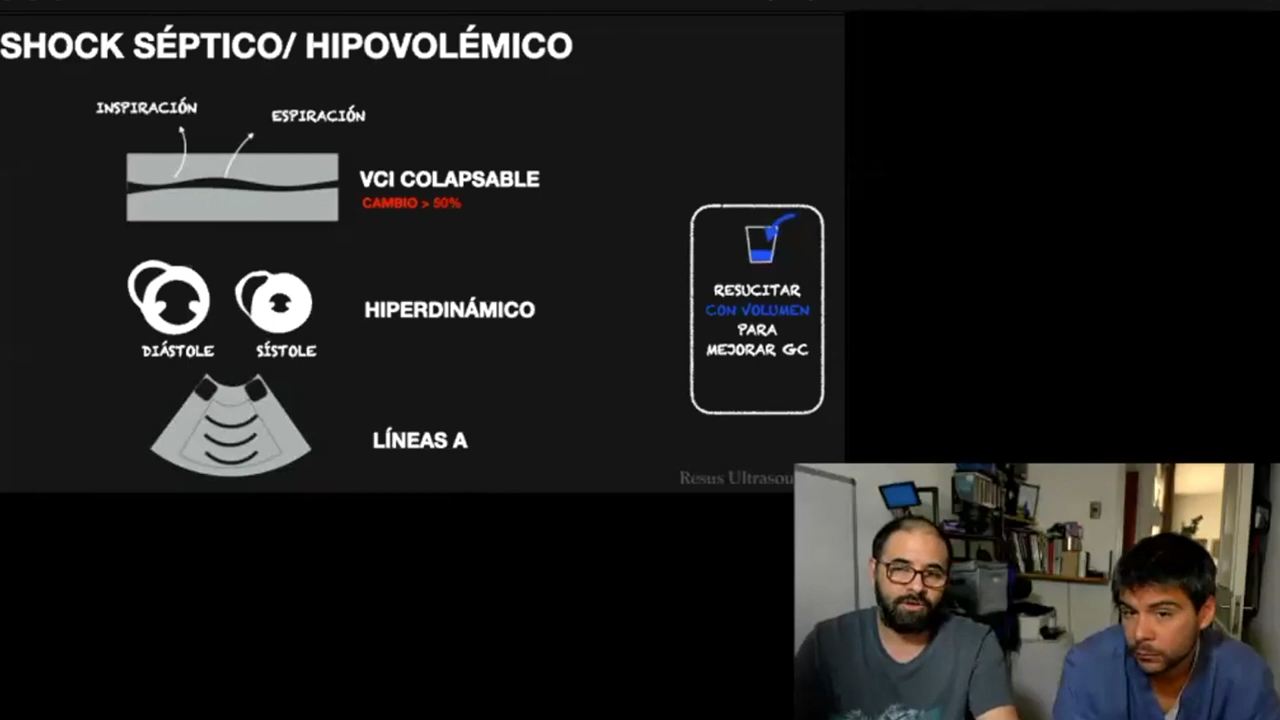 SHOCK SÉPTICO/ HIPOVOLÉMICO
INSPIRACIÓN
ESPIRACIÓN
VCI COLAPSABLE
CAMBIO > 50%
HIPERDINÁMICO
DIÁSTOLE
SÍSTOLE
LÍNEAS A
RESUCITAR
CON VOLUMEN
PARA
MEJORAR GC
Resus